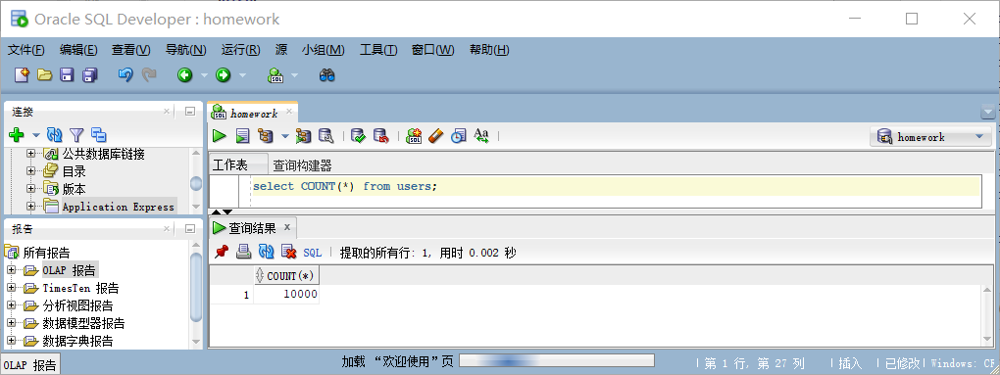 Oracle SQL Developer : homework
文件(F) 编辑(E) 查看(V) 导航(N) 运行(R) 源 小组(M) 工具(T) 窗口(W) 帮助(H)
SQL
连接
公共数据库链接
目录
版本
Application Express
报告
所有报告
OLAP 报告
TimesTen 报告
分析视图报告
数据模型器报告
数据字典报告
OLAP 报告
homework
Aa
homework
工作表 查询构建器
select COUNT(*) from users;
查询结果 x
SQL | 提取的所有行: 1, 用时 0.002 秒
COUNT(*)
1 10000
加载 “欢迎使用”页
| 第 1 行, 第 27 列 | 插入 | 已修改| Windows: CF